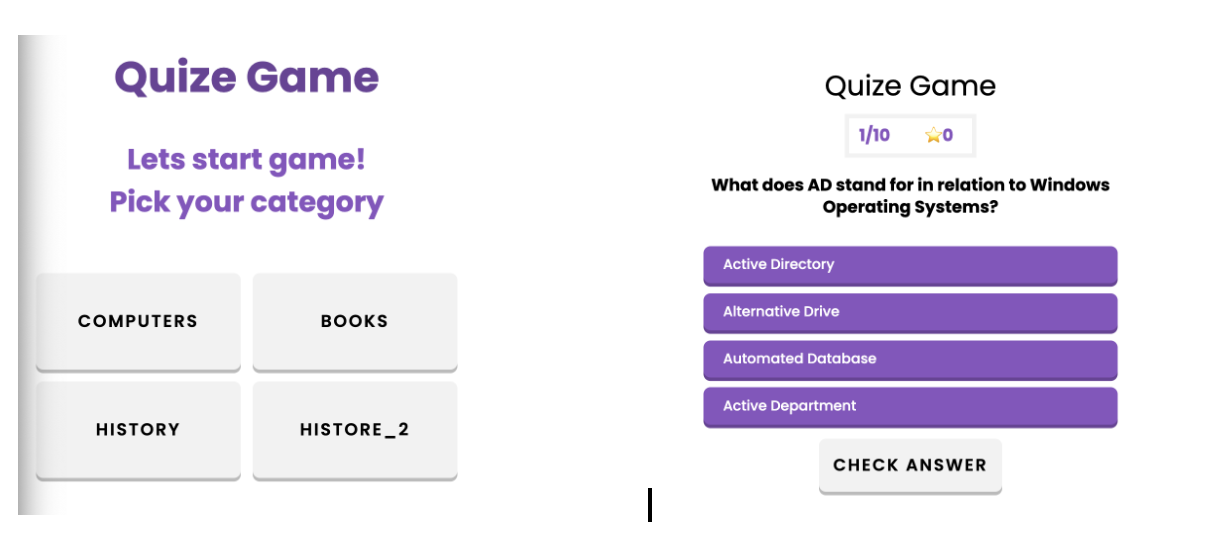 Quize Game
Lets start game!
Pick your category
COMPUTERS
BOOKS
HISTORY
HISTORE_2
Quize Game
1/10 ⭐0
What does AD stand for in relation to Windows
Operating Systems?
Active Directory
Alternative Drive
Automated Database
Active Department
CHECK ANSWER